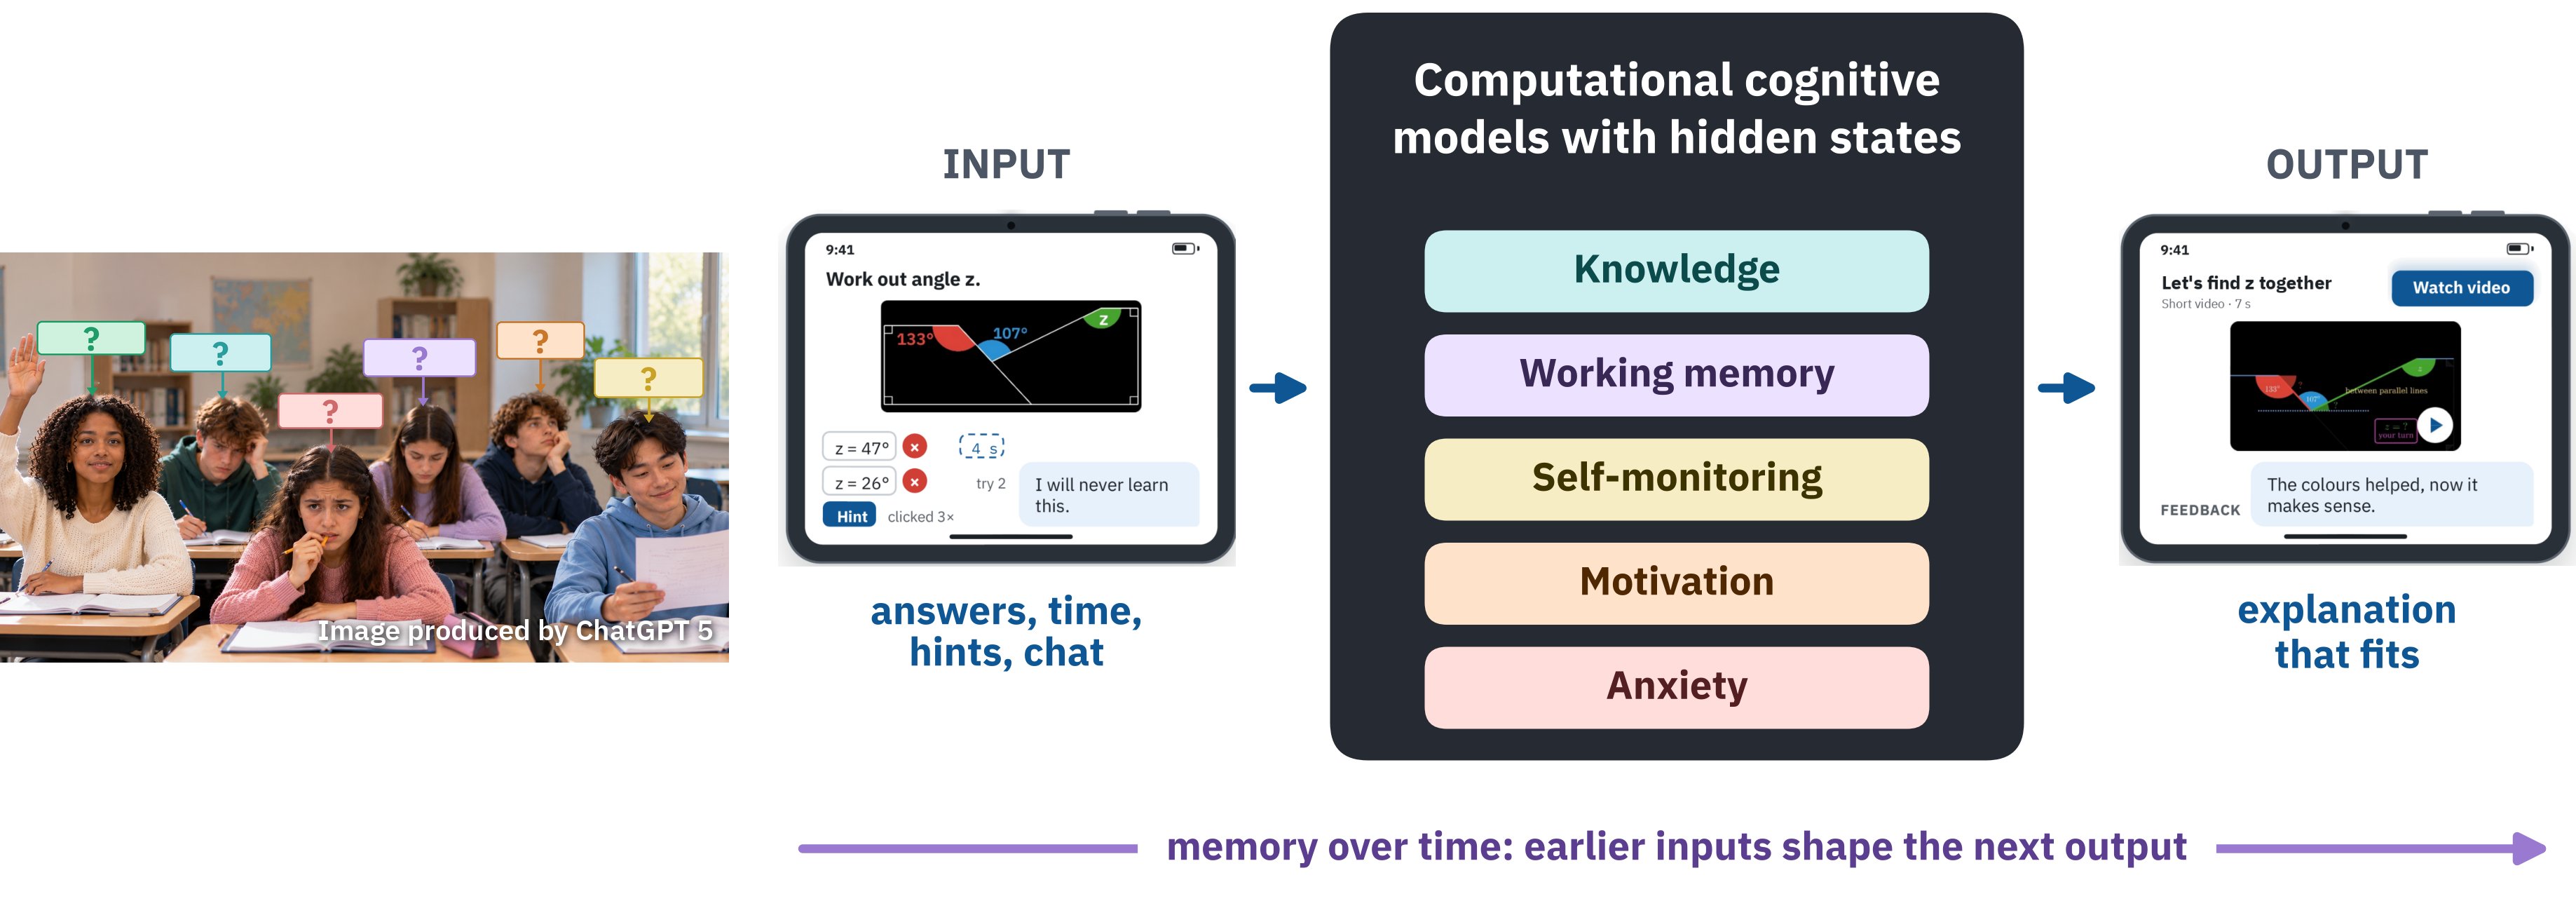 ?
?
?
?
?
?
Image produced by ChatGPT 5
INPUT
9:41
Work out angle z.
133°
107°
z
z = 47°
×
4 s
z = 26°
×
try 2
I will never learn
this.
Hint
clicked 3×
answers, time,
hints, chat
Computational cognitive
models with hidden states
Knowledge
Working memory
Self-monitoring
Motivation
Anxiety
OUTPUT
9:41
Let's find z together
Short video · 7 s
Watch video
133°
107°
z
between parallel lines
z = ?
your turn
The colours helped, now it
makes sense.
FEEDBACK
explanation
that fits
memory over time: earlier inputs shape the next output